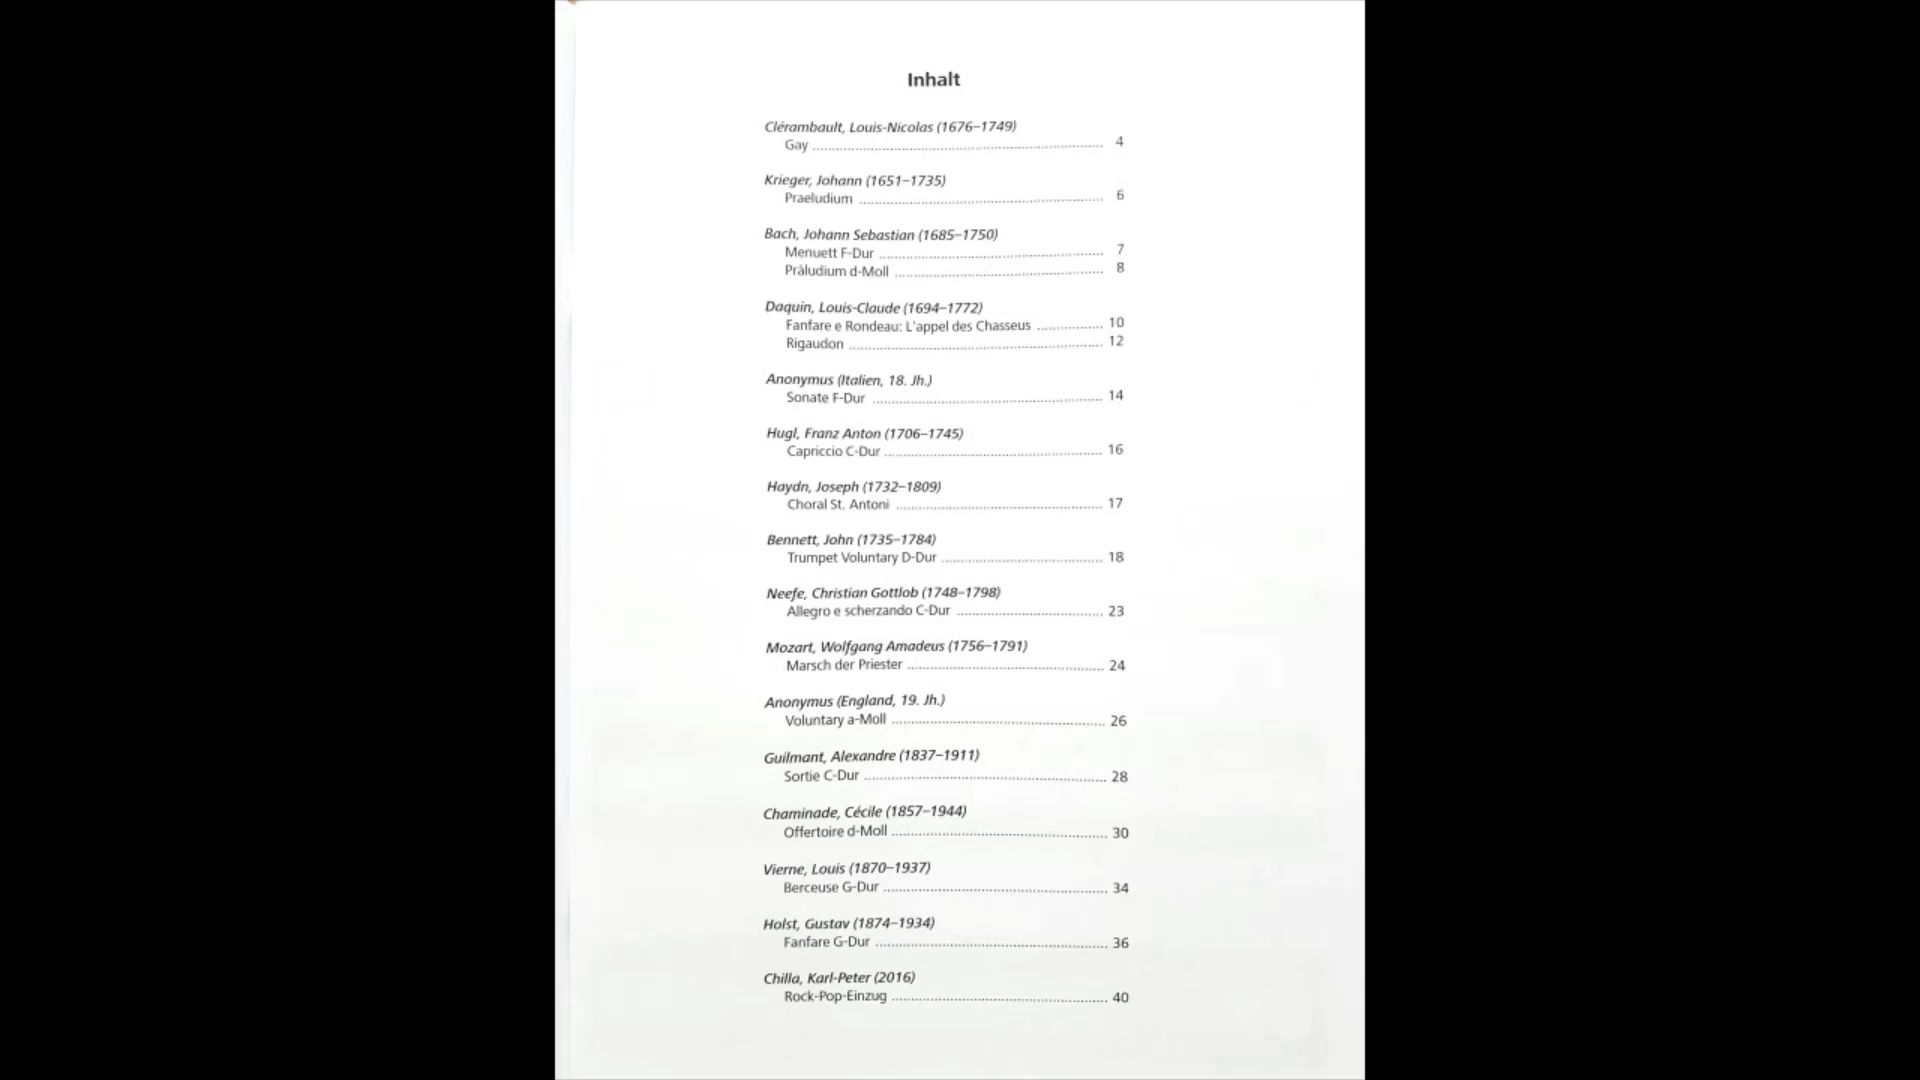 Inhalt
Clérambault, Louis-Nicolas (1676–1749)
Gay 4
Krieger, Johann (1651–1735)
Praeludium 6
Bach, Johann Sebastian (1685–1750)
Menuett F-Dur 7
Präludium d-Moll 8
Daquin, Louis-Claude (1694–1772)
Fanfare e Rondeau: L'appel des Chasseus 10
Rigaudon 12
Anonymus (Italien, 18. Jh.)
Sonate F-Dur 14
Hugl, Franz Anton (1706–1745)
Capriccio C-Dur 16
Haydn, Joseph (1732–1809)
Choral St. Antoni 17
Bennett, John (1735–1784)
Trumpet Voluntary D-Dur 18
Neefe, Christian Gottlob (1748–1798)
Allegro e scherzando C-Dur 23
Mozart, Wolfgang Amadeus (1756–1791)
Marsch der Priester 24
Anonymus (England, 19. Jh.)
Voluntary a-Moll 26
Guilmant, Alexandre (1837–1911)
Sortie C-Dur 28
Chaminade, Cécile (1857–1944)
Offertoire d-Moll 30
Vierne, Louis (1870–1937)
Berceuse G-Dur 34
Holst, Gustav (1874–1934)
Fanfare G-Dur 36
Chilla, Karl-Peter (2016)
Rock-Pop-Einzug 40